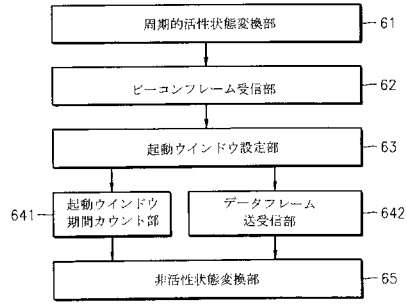 周期的活性状態変換部
61
ビーコンフレーム受信部
62
起動ウインドウ設定部
63
641
起動ウインドウ
期間カウント部
データフレーム
送受信部
642
非活性状態変換部
65